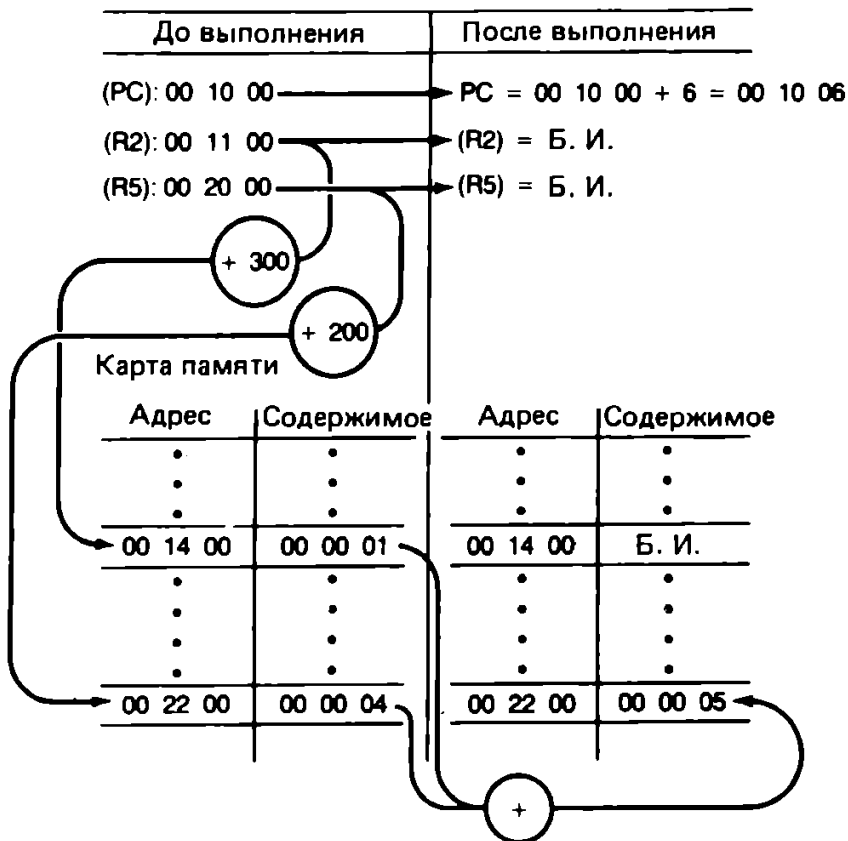 До выполнения После выполнения
(PC): 00 10 00 PC = 00 10 00 + 6 = 00 10 06
(R2): 00 11 00 (R2) = Б. И.
(R5): 00 20 00 (R5) = Б. И.
+ 300
+ 200
Карта памяти
Адрес Содержимое Адрес Содержимое
00 14 00 00 00 01 00 14 00 Б. И.
00 22 00 00 00 04 00 22 00 00 00 05
+